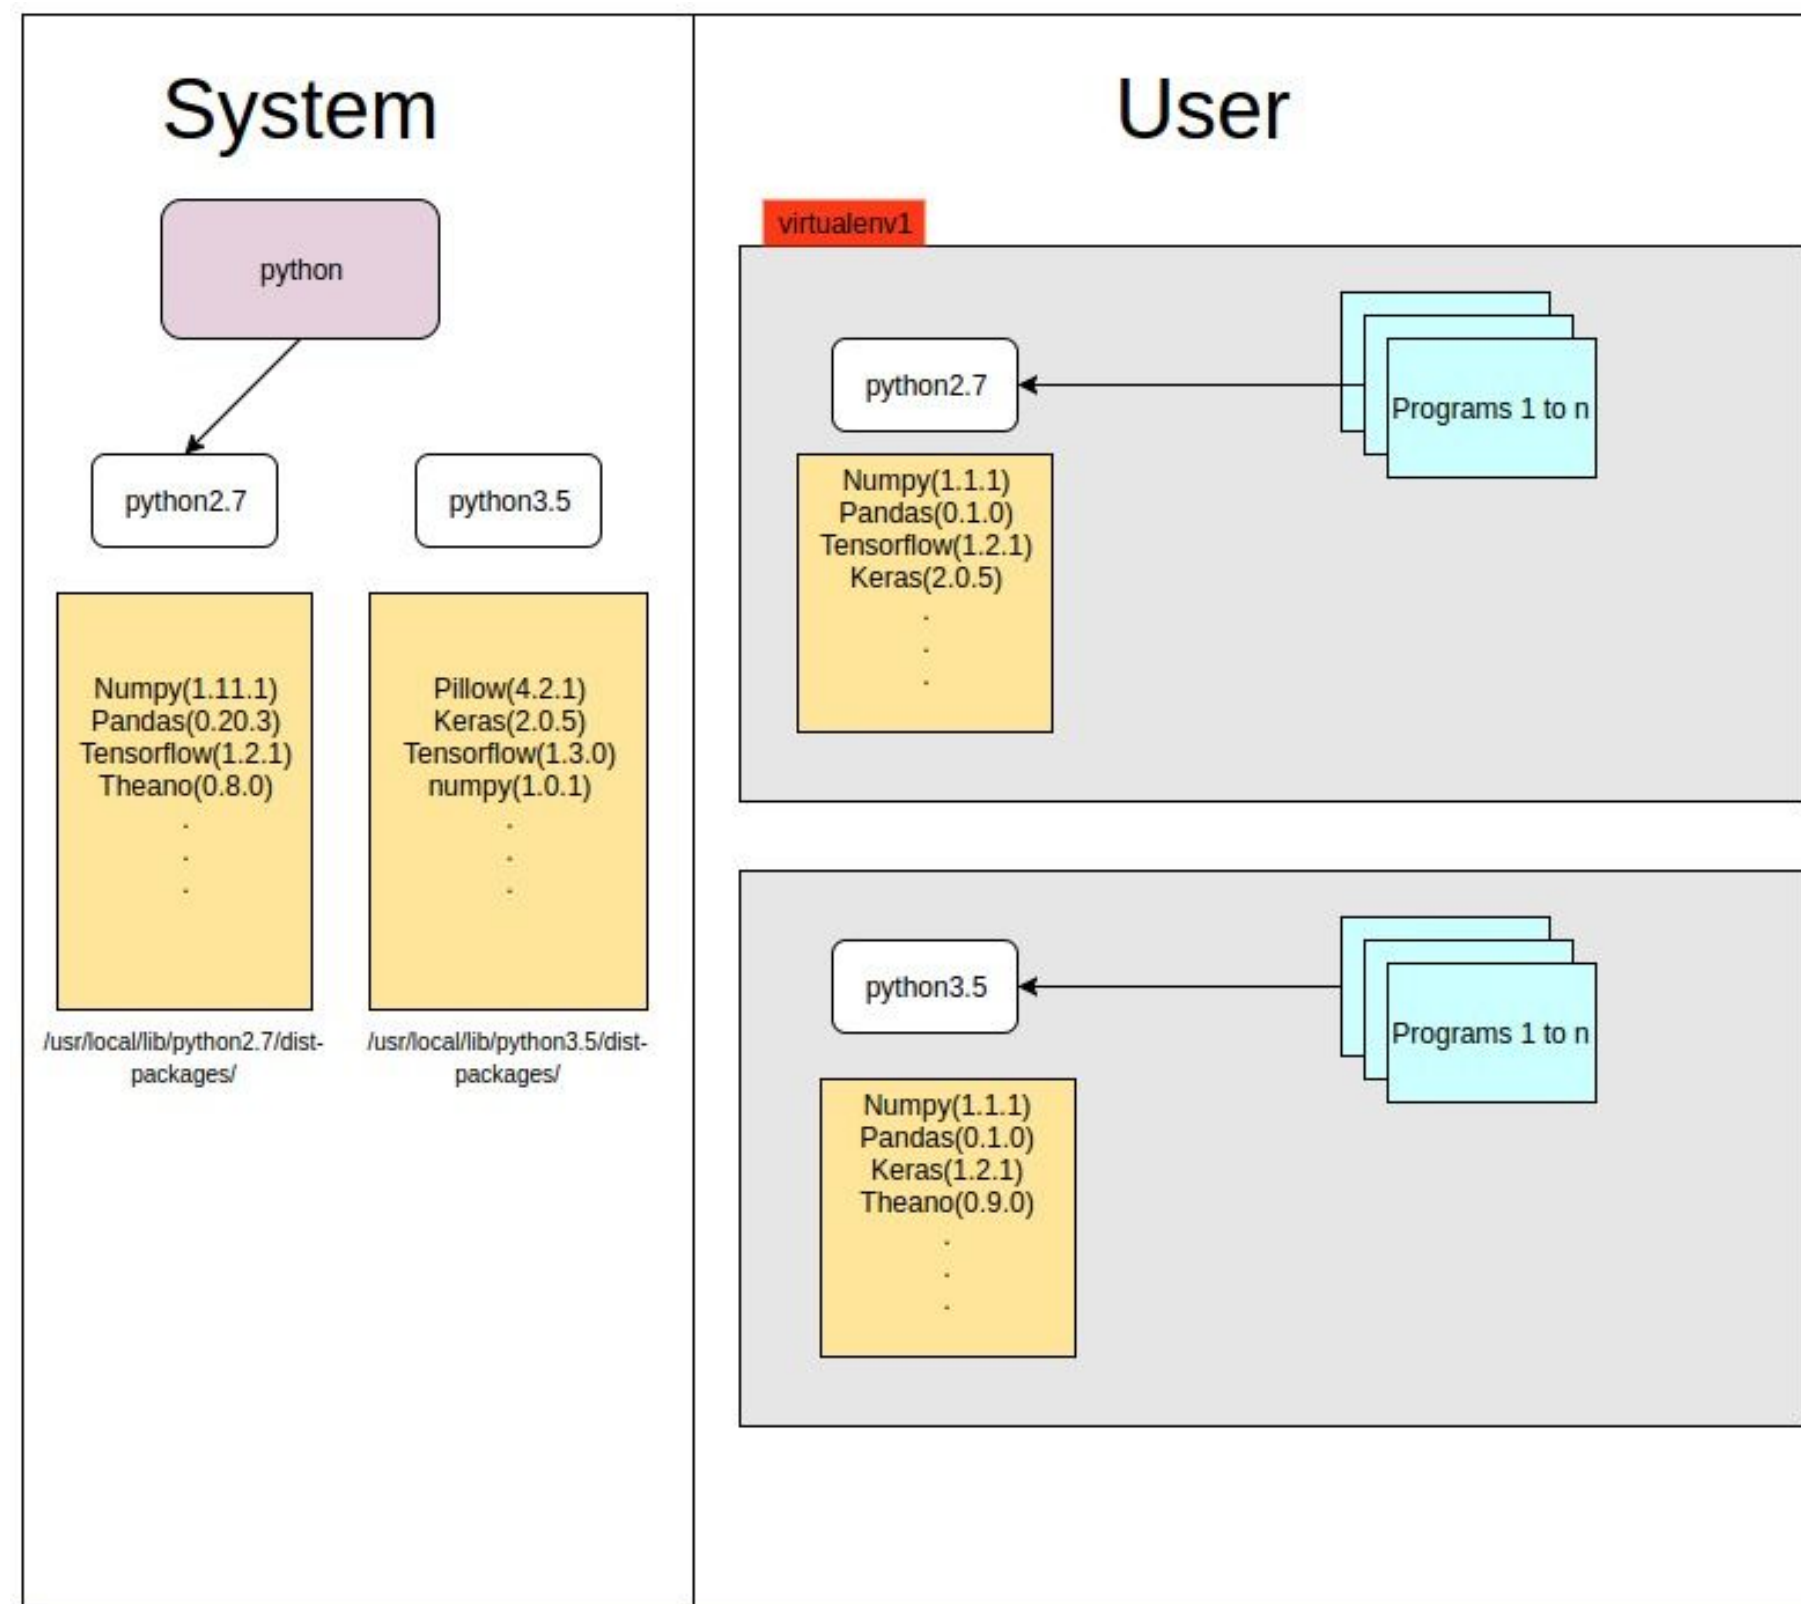 System
python
python2.7
python3.5
Numpy(1.11.1)
Pandas(0.20.3)
Tensorflow(1.2.1)
Theano(0.8.0)
.
.
.
/usr/local/lib/python2.7/dist-
packages/
Pillow(4.2.1)
Keras(2.0.5)
Tensorflow(1.3.0)
numpy(1.0.1)
.
.
.
/usr/local/lib/python3.5/dist-
packages/
User
virtualenv1
python2.7
Programs 1 to n
Numpy(1.1.1)
Pandas(0.1.0)
Tensorflow(1.2.1)
Keras(2.0.5)
.
.
.
python3.5
Programs 1 to n
Numpy(1.1.1)
Pandas(0.1.0)
Keras(1.2.1)
Theano(0.9.0)
.
.
.